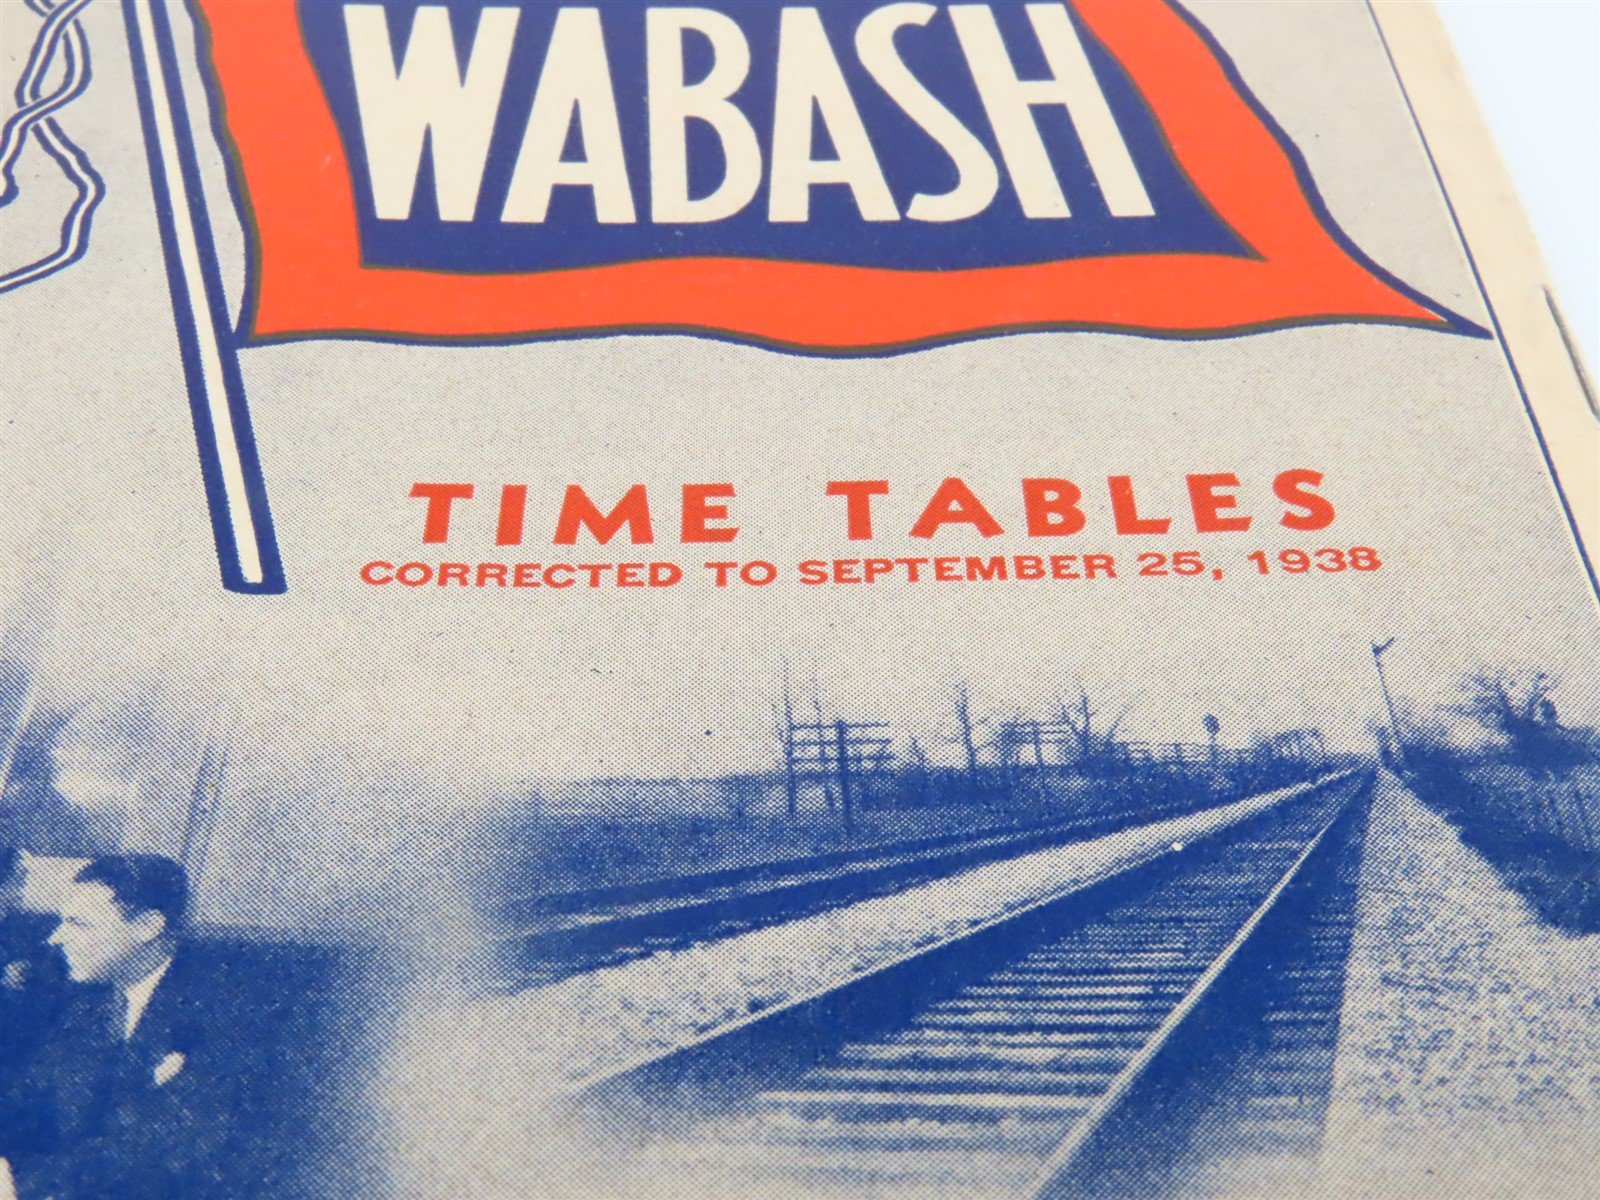 WABASH
TIME TABLES
CORRECTED TO SEPTEMBER 25, 1938